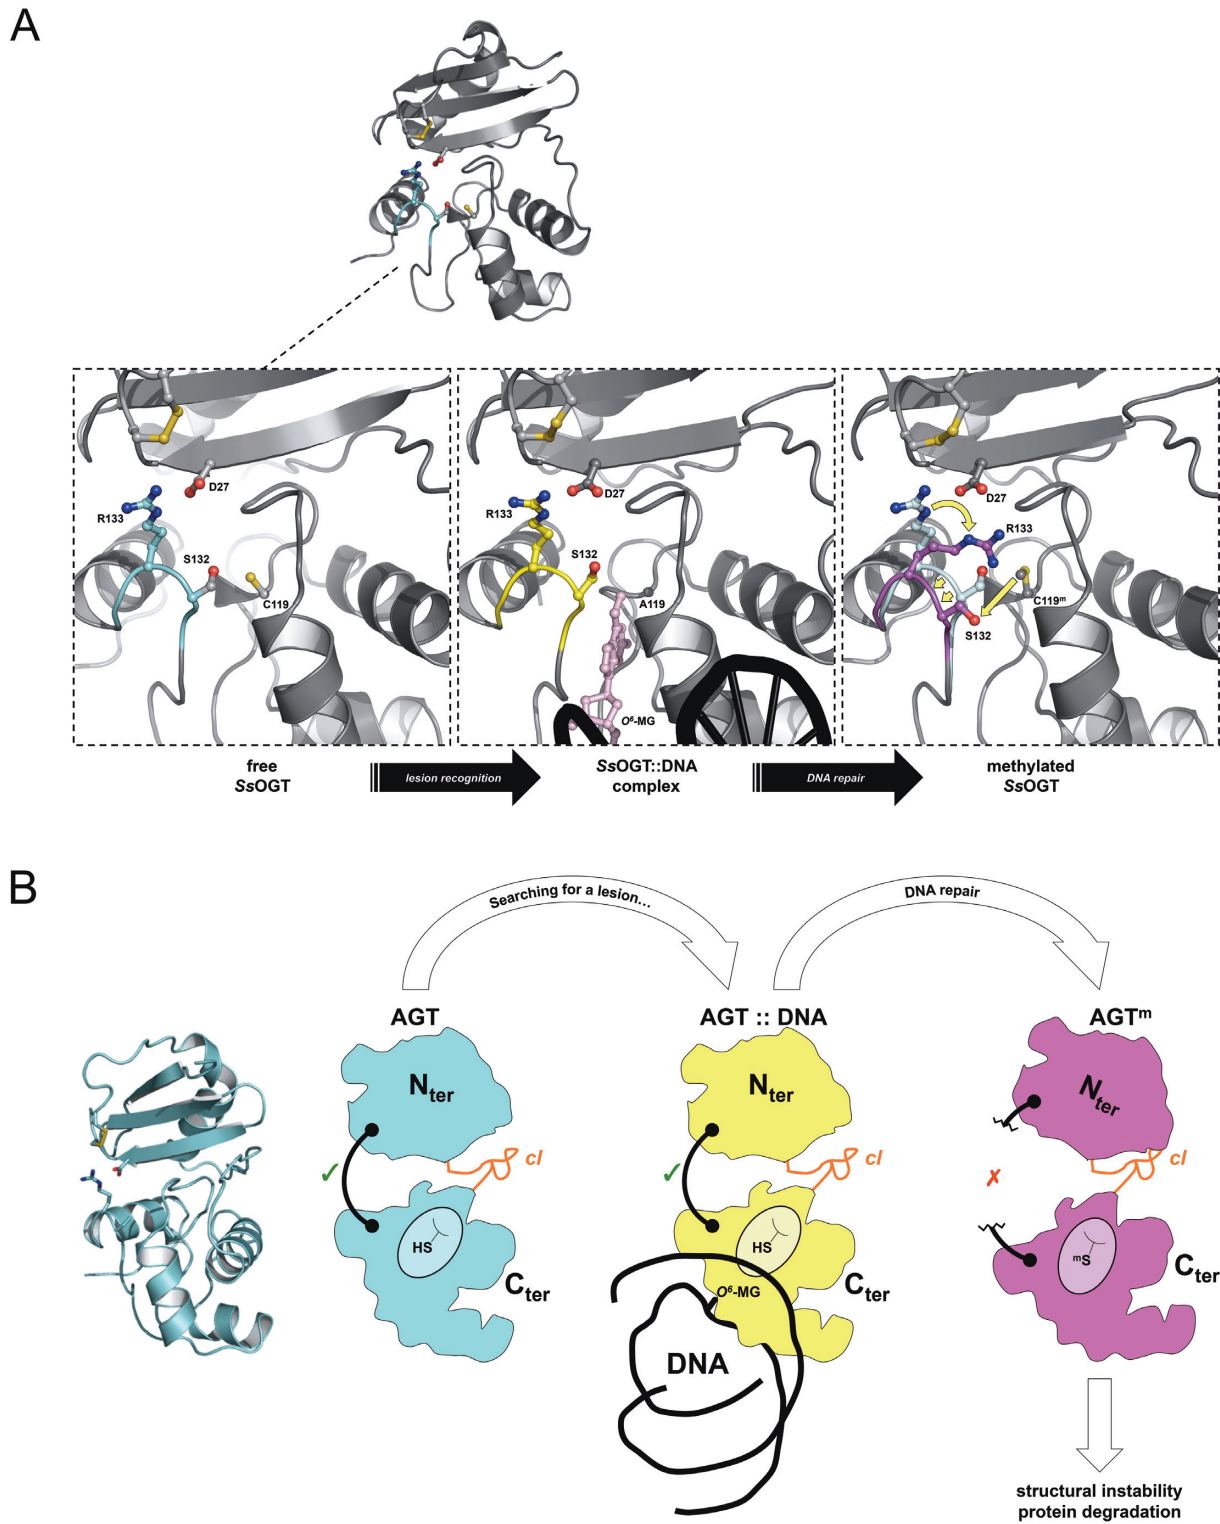 A
D27
R133
S132
C119
D27
R133
S132
A119
O⁶-MG
D27
R133
C119ᵐ
S132
free
SsOGT
lesion recognition
SsOGT::DNA
complex
DNA repair
methylated
SsOGT
B
Searching for a lesion...
DNA repair
AGT
AGT :: DNA
AGTᵐ
Nter
Nter
Nter
✓
cl
✓
cl
✗
cl
HS
Cter
HS
Cter
ᵐS
Cter
O⁶-MG
DNA
structural instability
protein degradation